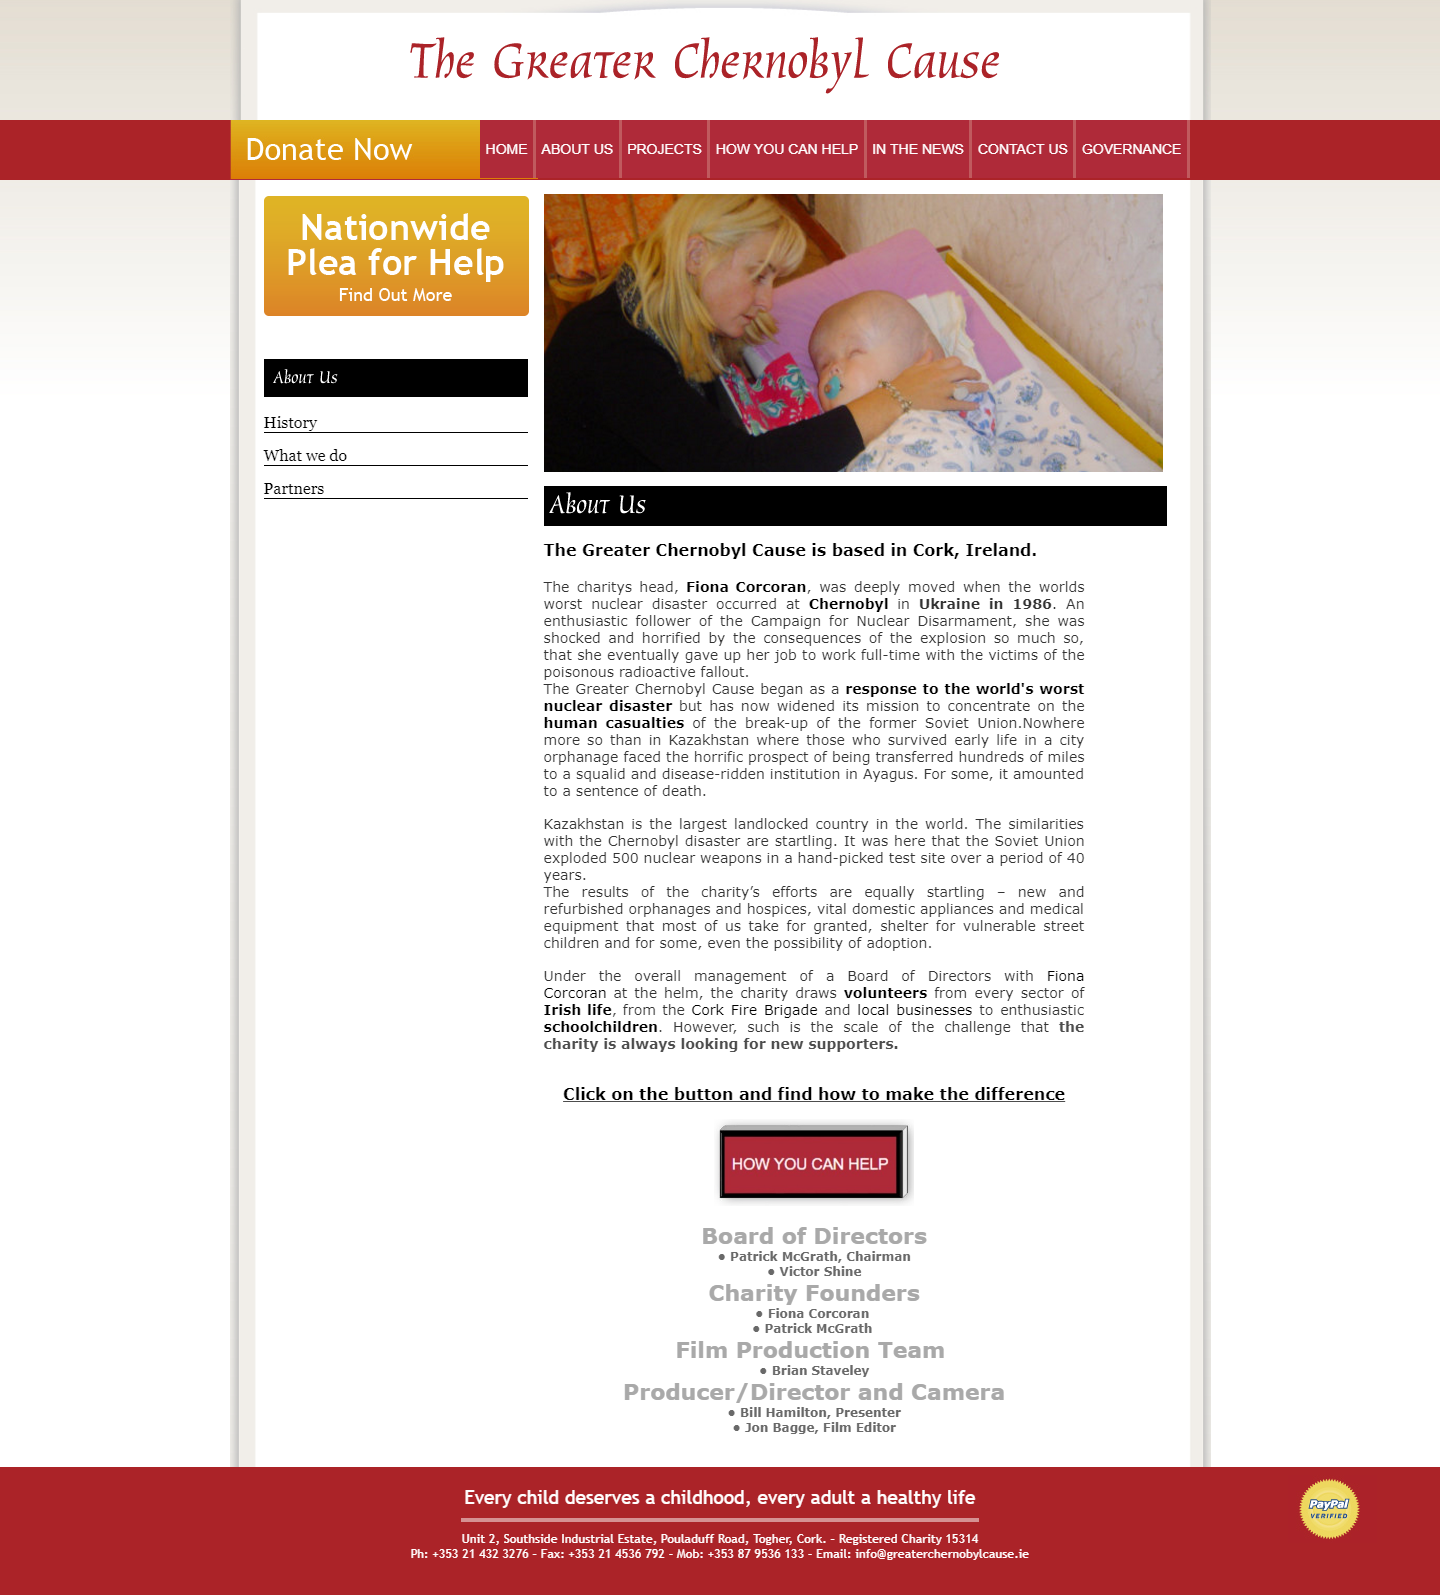 The Greater Chernobyl Cause
Donate Now
HOME
ABOUT US
PROJECTS
HOW YOU CAN HELP
IN THE NEWS
CONTACT US
GOVERNANCE
Nationwide
Plea for Help
Find Out More
About Us
History
What we do
Partners
About Us
The Greater Chernobyl Cause is based in Cork, Ireland.
The charitys head, Fiona Corcoran, was deeply moved when the worlds
worst nuclear disaster occurred at Chernobyl in Ukraine in 1986. An
enthusiastic follower of the Campaign for Nuclear Disarmament, she was
shocked and horrified by the consequences of the explosion so much so,
that she eventually gave up her job to work full-time with the victims of the
poisonous radioactive fallout.
The Greater Chernobyl Cause began as a response to the world's worst
nuclear disaster but has now widened its mission to concentrate on the
human casualties of the break-up of the former Soviet Union.Nowhere
more so than in Kazakhstan where those who survived early life in a city
orphanage faced the horrific prospect of being transferred hundreds of miles
to a squalid and disease-ridden institution in Ayagus. For some, it amounted
to a sentence of death.
Kazakhstan is the largest landlocked country in the world. The similarities
with the Chernobyl disaster are startling. It was here that the Soviet Union
exploded 500 nuclear weapons in a hand-picked test site over a period of 40
years.
The results of the charity’s efforts are equally startling – new and
refurbished orphanages and hospices, vital domestic appliances and medical
equipment that most of us take for granted, shelter for vulnerable street
children and for some, even the possibility of adoption.
Under the overall management of a Board of Directors with Fiona
Corcoran at the helm, the charity draws volunteers from every sector of
Irish life, from the Cork Fire Brigade and local businesses to enthusiastic
schoolchildren. However, such is the scale of the challenge that the
charity is always looking for new supporters.
Click on the button and find how to make the difference
HOW YOU CAN HELP
Board of Directors
● Patrick McGrath, Chairman
● Victor Shine
Charity Founders
● Fiona Corcoran
● Patrick McGrath
Film Production Team
● Brian Staveley
Producer/Director and Camera
● Bill Hamilton, Presenter
● Jon Bagge, Film Editor
Every child deserves a childhood, every adult a healthy life
Unit 2, Southside Industrial Estate, Pouladuff Road, Togher, Cork. - Registered Charity 15314
Ph: +353 21 432 3276 - Fax: +353 21 4536 792 - Mob: +353 87 9536 133 - Email: info@greaterchernobylcause.ie
PayPal
VERIFIED